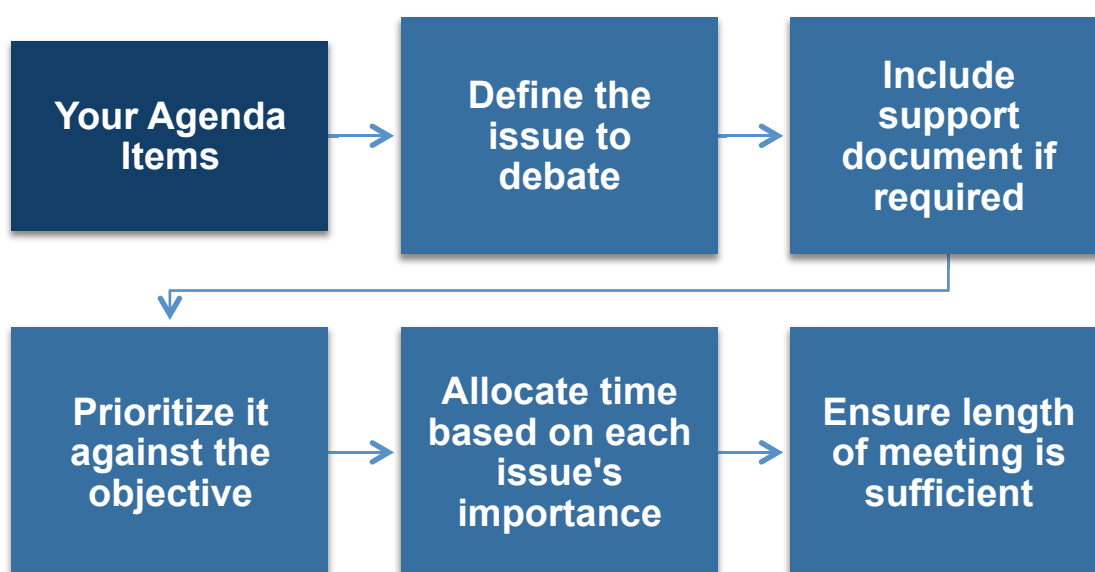 Your Agenda
Items
Define the
issue to
debate
Include
support
document if
required
Prioritize it
against the
objective
Allocate time
based on each
issue's
importance
Ensure length
of meeting is
sufficient